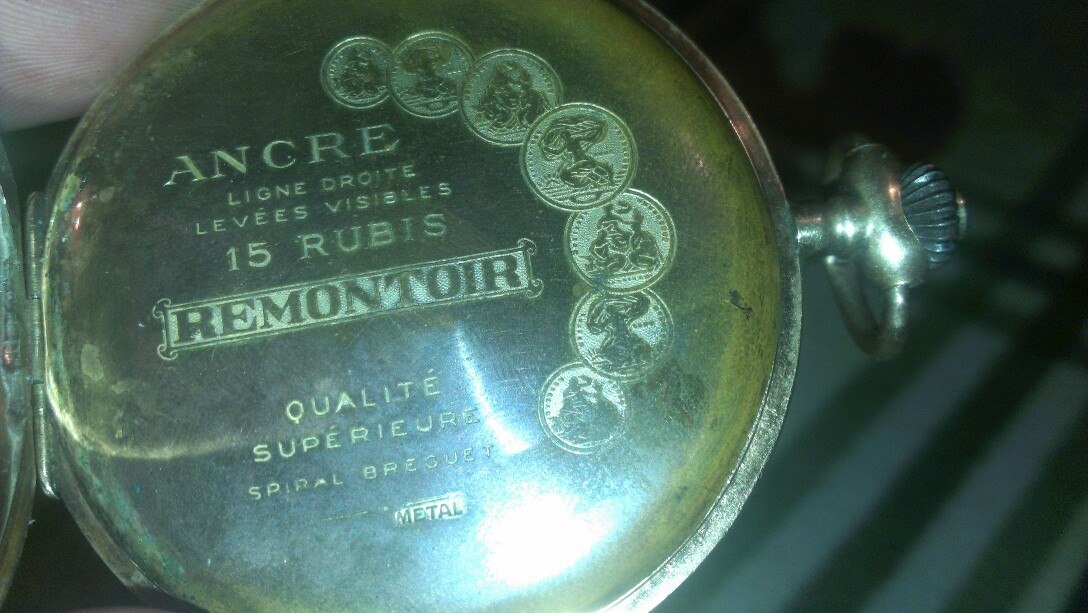 ANCRE
LIGNE DROITE
LEVÉES VISIBLES
15 RUBIS
REMONTOIR
QUALITÉ
SUPÉRIEURE
SPIRAL BREGUET
METAL